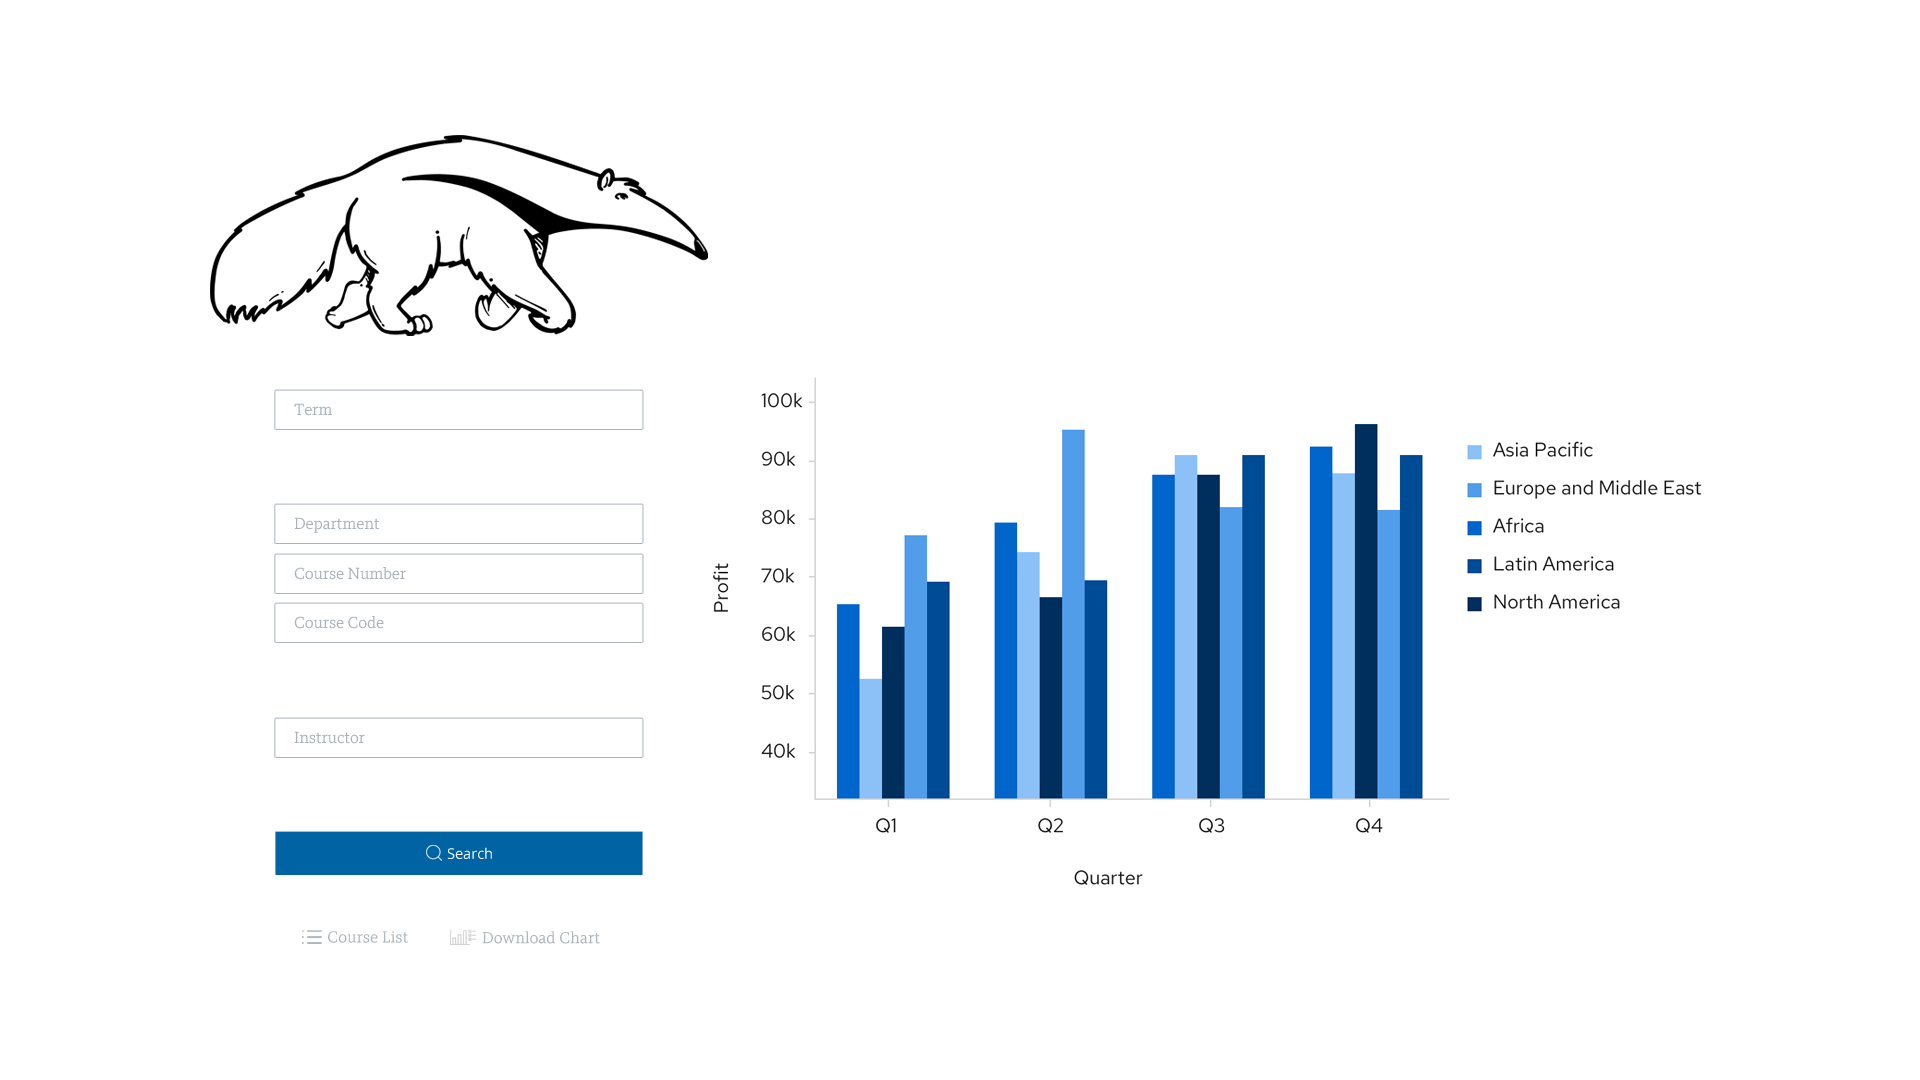 Term
Department
Course Number
Course Code
Instructor
Search
Course List
Download Chart
Profit
100k
90k
80k
70k
60k
50k
40k
Q1
Q2
Q3
Q4
Quarter
Asia Pacific
Europe and Middle East
Africa
Latin America
North America